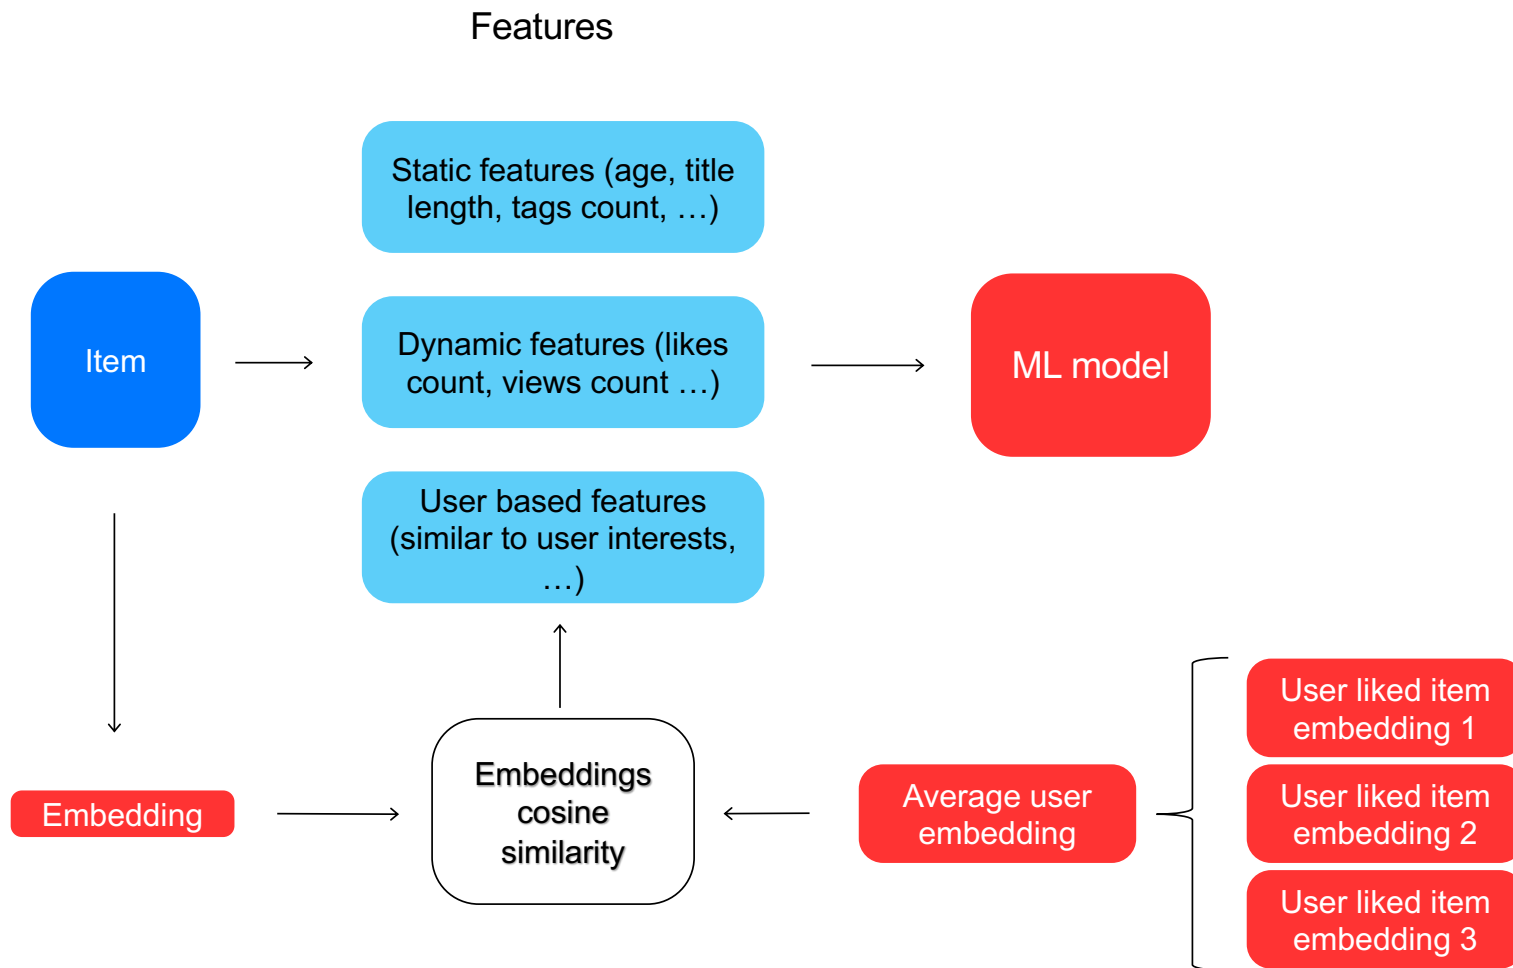 Features
Static features (age, title
length, tags count, …)
Item
Dynamic features (likes
count, views count …)
ML model
User based features
(similar to user interests,
…)
Embedding
Embeddings
cosine
similarity
Average user
embedding
User liked item
embedding 1
User liked item
embedding 2
User liked item
embedding 3